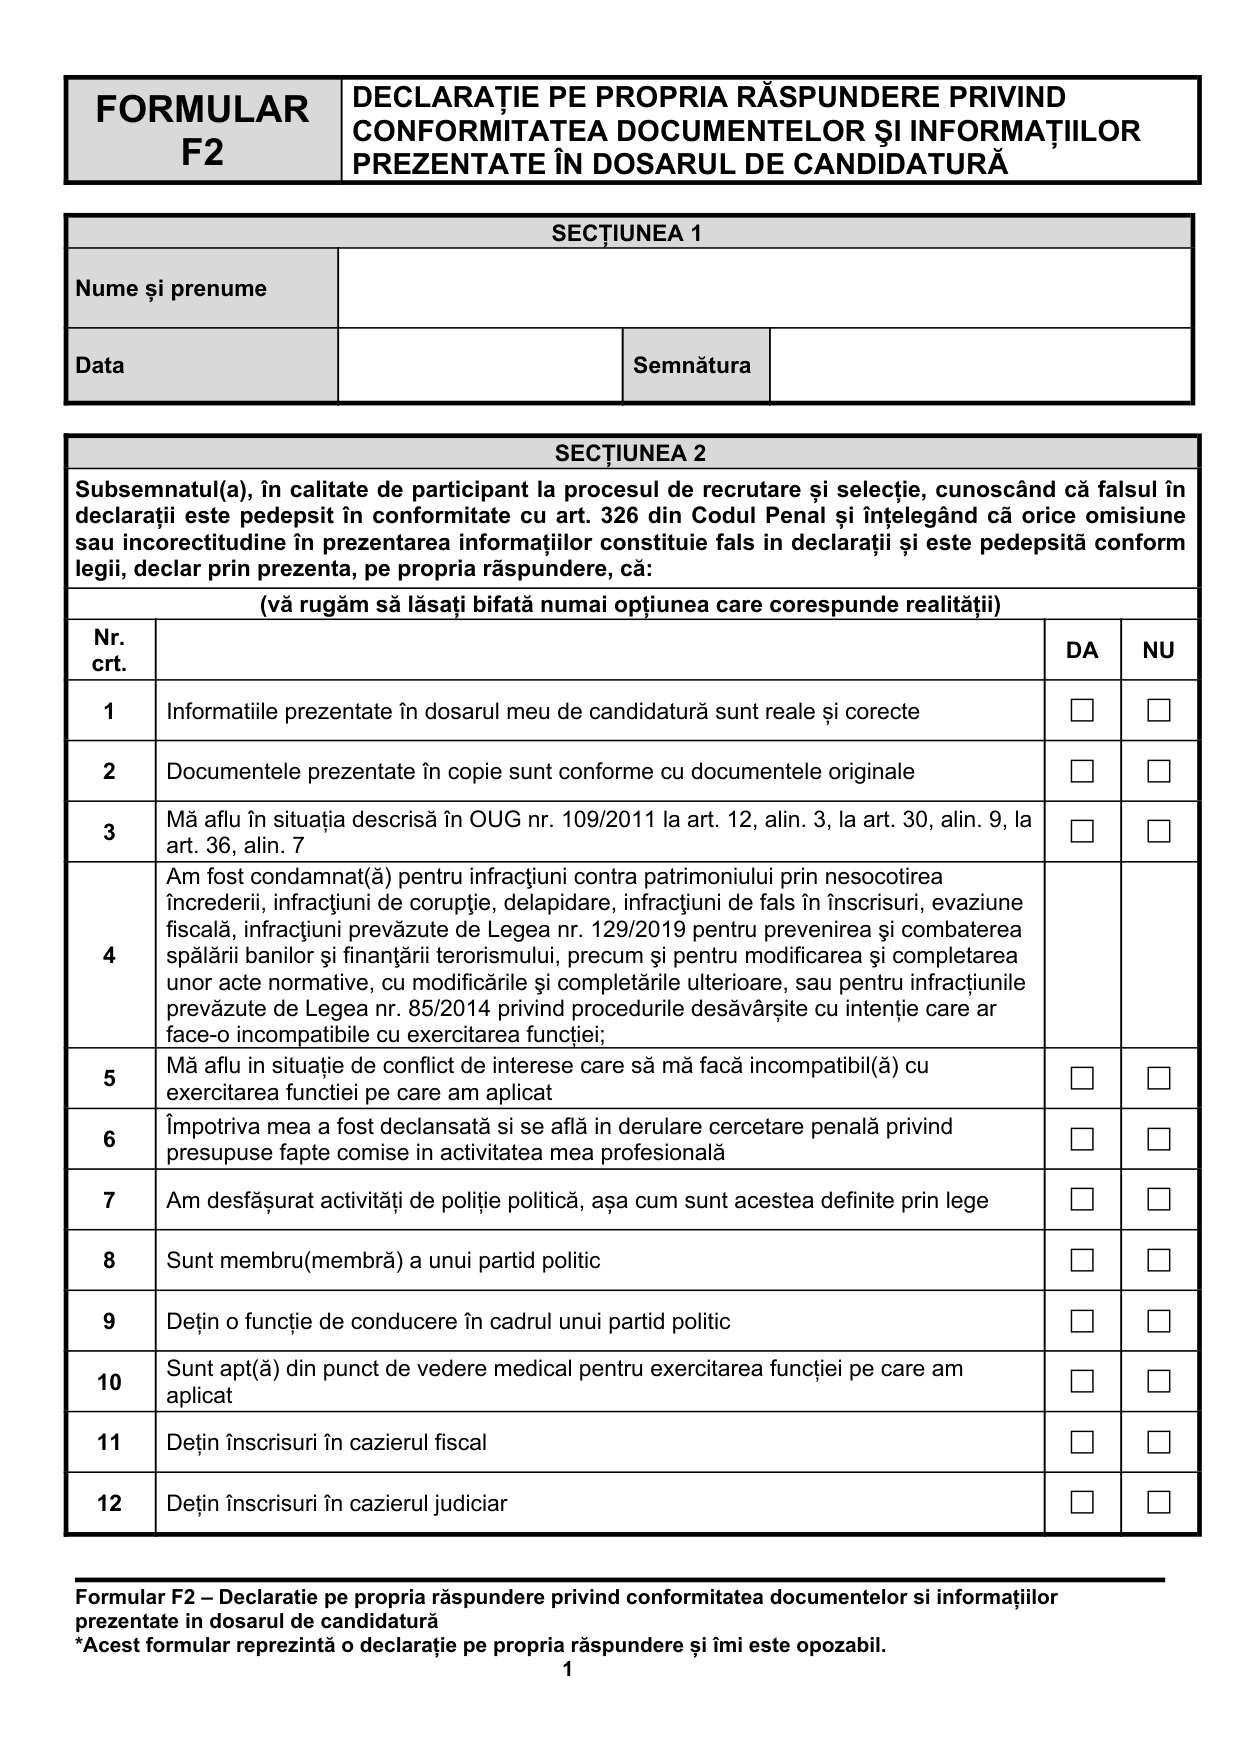 FORMULAR
F2
DECLARAȚIE PE PROPRIA RĂSPUNDERE PRIVIND
CONFORMITATEA DOCUMENTELOR ŞI INFORMAȚIILOR
PREZENTATE ÎN DOSARUL DE CANDIDATURĂ
SECȚIUNEA 1
Nume și prenume
Data
Semnătura
SECȚIUNEA 2
Subsemnatul(a), în calitate de participant la procesul de recrutare și selecție, cunoscând că falsul în
declarații este pedepsit în conformitate cu art. 326 din Codul Penal și înțelegând cã orice omisiune
sau incorectitudine în prezentarea informațiilor constituie fals in declarații și este pedepsitã conform
legii, declar prin prezenta, pe propria rãspundere, că:
(vă rugăm să lăsați bifată numai opțiunea care corespunde realității)
Nr.
crt.
DA
NU
1
Informatiile prezentate în dosarul meu de candidatură sunt reale și corecte
☐
☐
2
Documentele prezentate în copie sunt conforme cu documentele originale
☐
☐
3
Mă aflu în situația descrisă în OUG nr. 109/2011 la art. 12, alin. 3, la art. 30, alin. 9, la
art. 36, alin. 7
☐
☐
4
Am fost condamnat(ă) pentru infracţiuni contra patrimoniului prin nesocotirea
încrederii, infracţiuni de corupţie, delapidare, infracţiuni de fals în înscrisuri, evaziune
fiscală, infracţiuni prevăzute de Legea nr. 129/2019 pentru prevenirea şi combaterea
spălării banilor şi finanţării terorismului, precum şi pentru modificarea şi completarea
unor acte normative, cu modificările şi completările ulterioare, sau pentru infracțiunile
prevăzute de Legea nr. 85/2014 privind procedurile desăvârșite cu intenție care ar
face-o incompatibile cu exercitarea funcției;
5
Mă aflu in situație de conflict de interese care să mă facă incompatibil(ă) cu
exercitarea functiei pe care am aplicat
☐
☐
6
Împotriva mea a fost declansată si se află in derulare cercetare penală privind
presupuse fapte comise in activitatea mea profesională
☐
☐
7
Am desfășurat activități de poliție politică, așa cum sunt acestea definite prin lege
☐
☐
8
Sunt membru(membră) a unui partid politic
☐
☐
9
Dețin o funcție de conducere în cadrul unui partid politic
☐
☐
10
Sunt apt(ă) din punct de vedere medical pentru exercitarea funcției pe care am
aplicat
☐
☐
11
Dețin înscrisuri în cazierul fiscal
☐
☐
12
Dețin înscrisuri în cazierul judiciar
☐
☐
Formular F2 – Declaratie pe propria răspundere privind conformitatea documentelor si informațiilor
prezentate in dosarul de candidatură
*Acest formular reprezintă o declarație pe propria răspundere și îmi este opozabil.
1